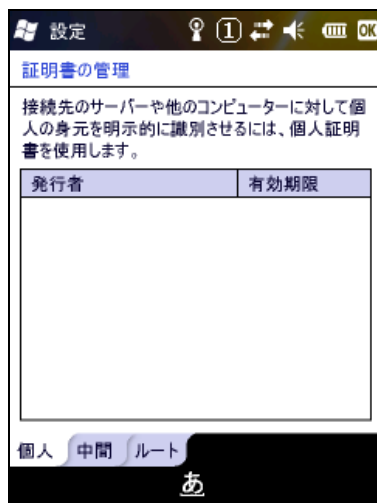 設定 1 OK
証明書の管理
接続先のサーバーや他のコンピューターに対して個
人の身元を明示的に識別させるには、個人証明
書を使用します。
発行者 有効期限
個人 中間 ルート
あ